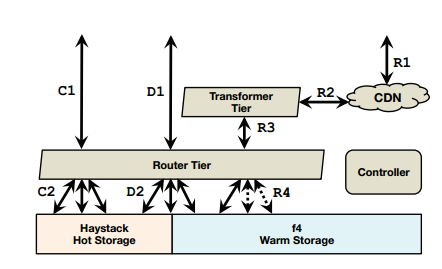 R1
C1
D1
Transformer
Tier
R2
CDN
R3
Router Tier
Controller
C2
D2
R4
Haystack
Hot Storage
f4
Warm Storage